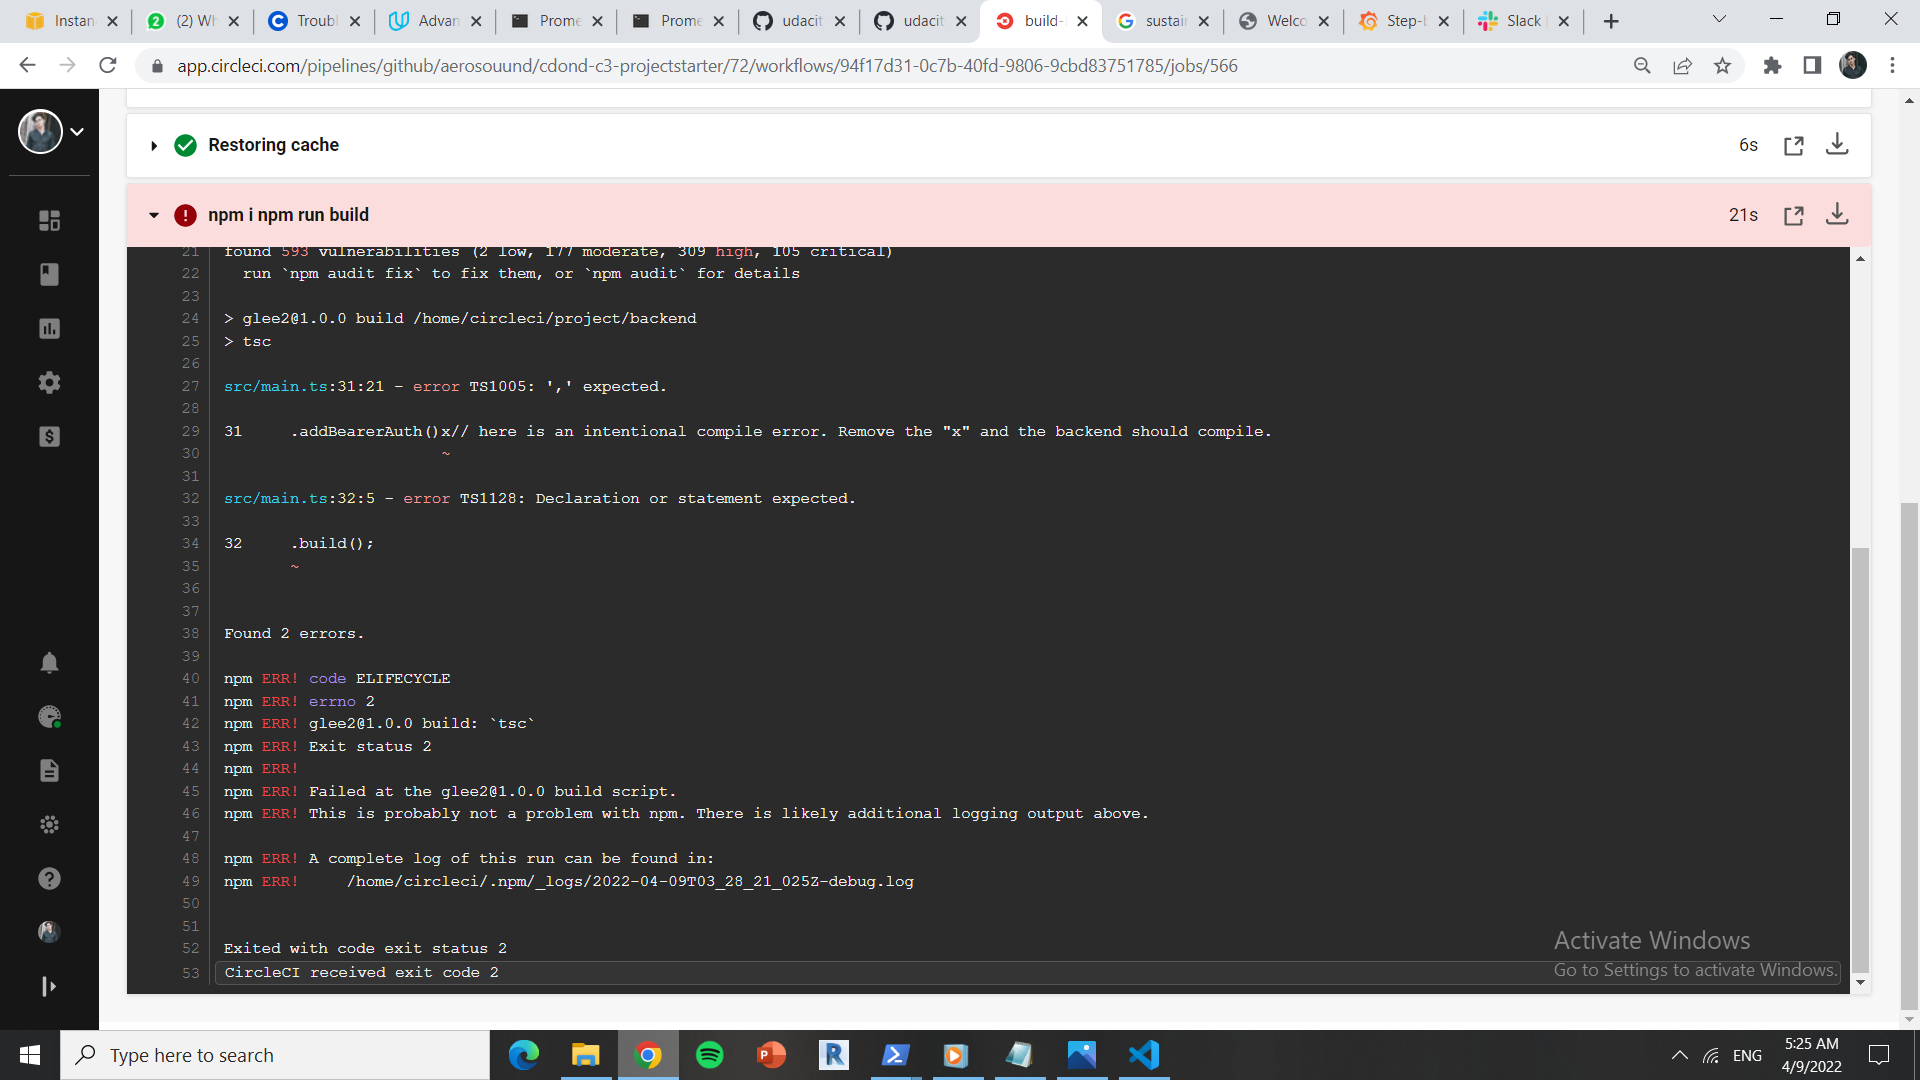 Instan
(2) Wh
Troubl
Advan
Prome
Prome
udacit
udacit
build-
sustai
Welco
Step-b
Slack
app.circleci.com/pipelines/github/aerosouund/cdond-c3-projectstarter/72/workflows/94f17d31-0c7b-40fd-9806-9cbd83751785/jobs/566
Restoring cache 6s
npm i npm run build 21s
21 found 593 vulnerabilities (2 low, 177 moderate, 309 high, 105 critical)
22 run `npm audit fix` to fix them, or `npm audit` for details
23
24 > glee2@1.0.0 build /home/circleci/project/backend
25 > tsc
26
27 src/main.ts:31:21 - error TS1005: ',' expected.
28
29 31 .addBearerAuth()x// here is an intentional compile error. Remove the "x" and the backend should compile.
30 ~
31
32 src/main.ts:32:5 - error TS1128: Declaration or statement expected.
33
34 32 .build();
35 ~
36
37
38 Found 2 errors.
39
40 npm ERR! code ELIFECYCLE
41 npm ERR! errno 2
42 npm ERR! glee2@1.0.0 build: `tsc`
43 npm ERR! Exit status 2
44 npm ERR!
45 npm ERR! Failed at the glee2@1.0.0 build script.
46 npm ERR! This is probably not a problem with npm. There is likely additional logging output above.
47
48 npm ERR! A complete log of this run can be found in:
49 npm ERR! /home/circleci/.npm/_logs/2022-04-09T03_28_21_025Z-debug.log
50
51
52 Exited with code exit status 2
53 CircleCI received exit code 2
Activate Windows
Go to Settings to activate Windows.
Type here to search
ENG
5:25 AM
4/9/2022